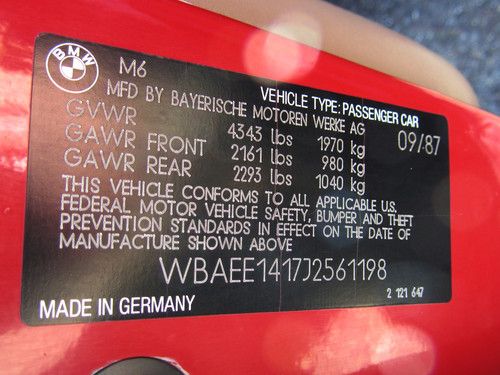 BMW
M6
VEHICLE TYPE: PASSENGER CAR
MFD BY BAYERISCHE MOTOREN WERKE AG 09/87
GVWR 4343 lbs 1970 kg
GAWR FRONT 2161 lbs 980 kg
GAWR REAR 2293 lbs 1040 kg
THIS VEHICLE CONFORMS TO ALL APPLICABLE U.S.
FEDERAL MOTOR VEHICLE SAFETY, BUMPER AND THEFT
PREVENTION STANDARDS IN EFFECT ON THE DATE OF
MANUFACTURE SHOWN ABOVE
WBAEE1417J2561198
MADE IN GERMANY 2 121 647